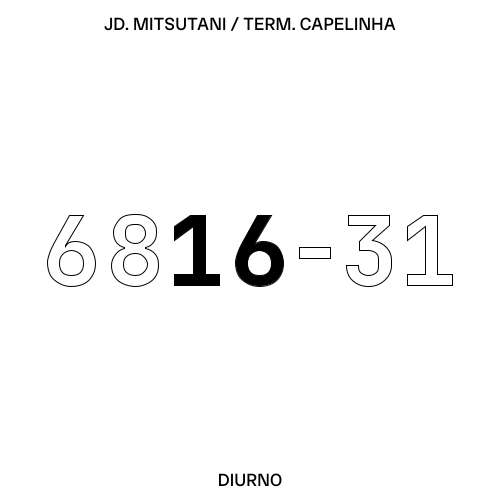 JD. MITSUTANI / TERM. CAPELINHA
6816-31
DIURNO